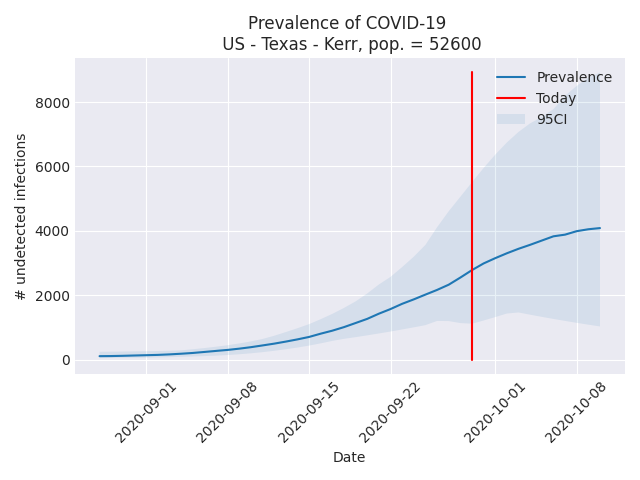 Prevalence of COVID-19
US - Texas - Kerr, pop. = 52600
Prevalence
Today
95CI
8000
6000
4000
2000
0
# undetected infections
2020-09-01
2020-09-08
2020-09-15
2020-09-22
2020-10-01
2020-10-08
Date